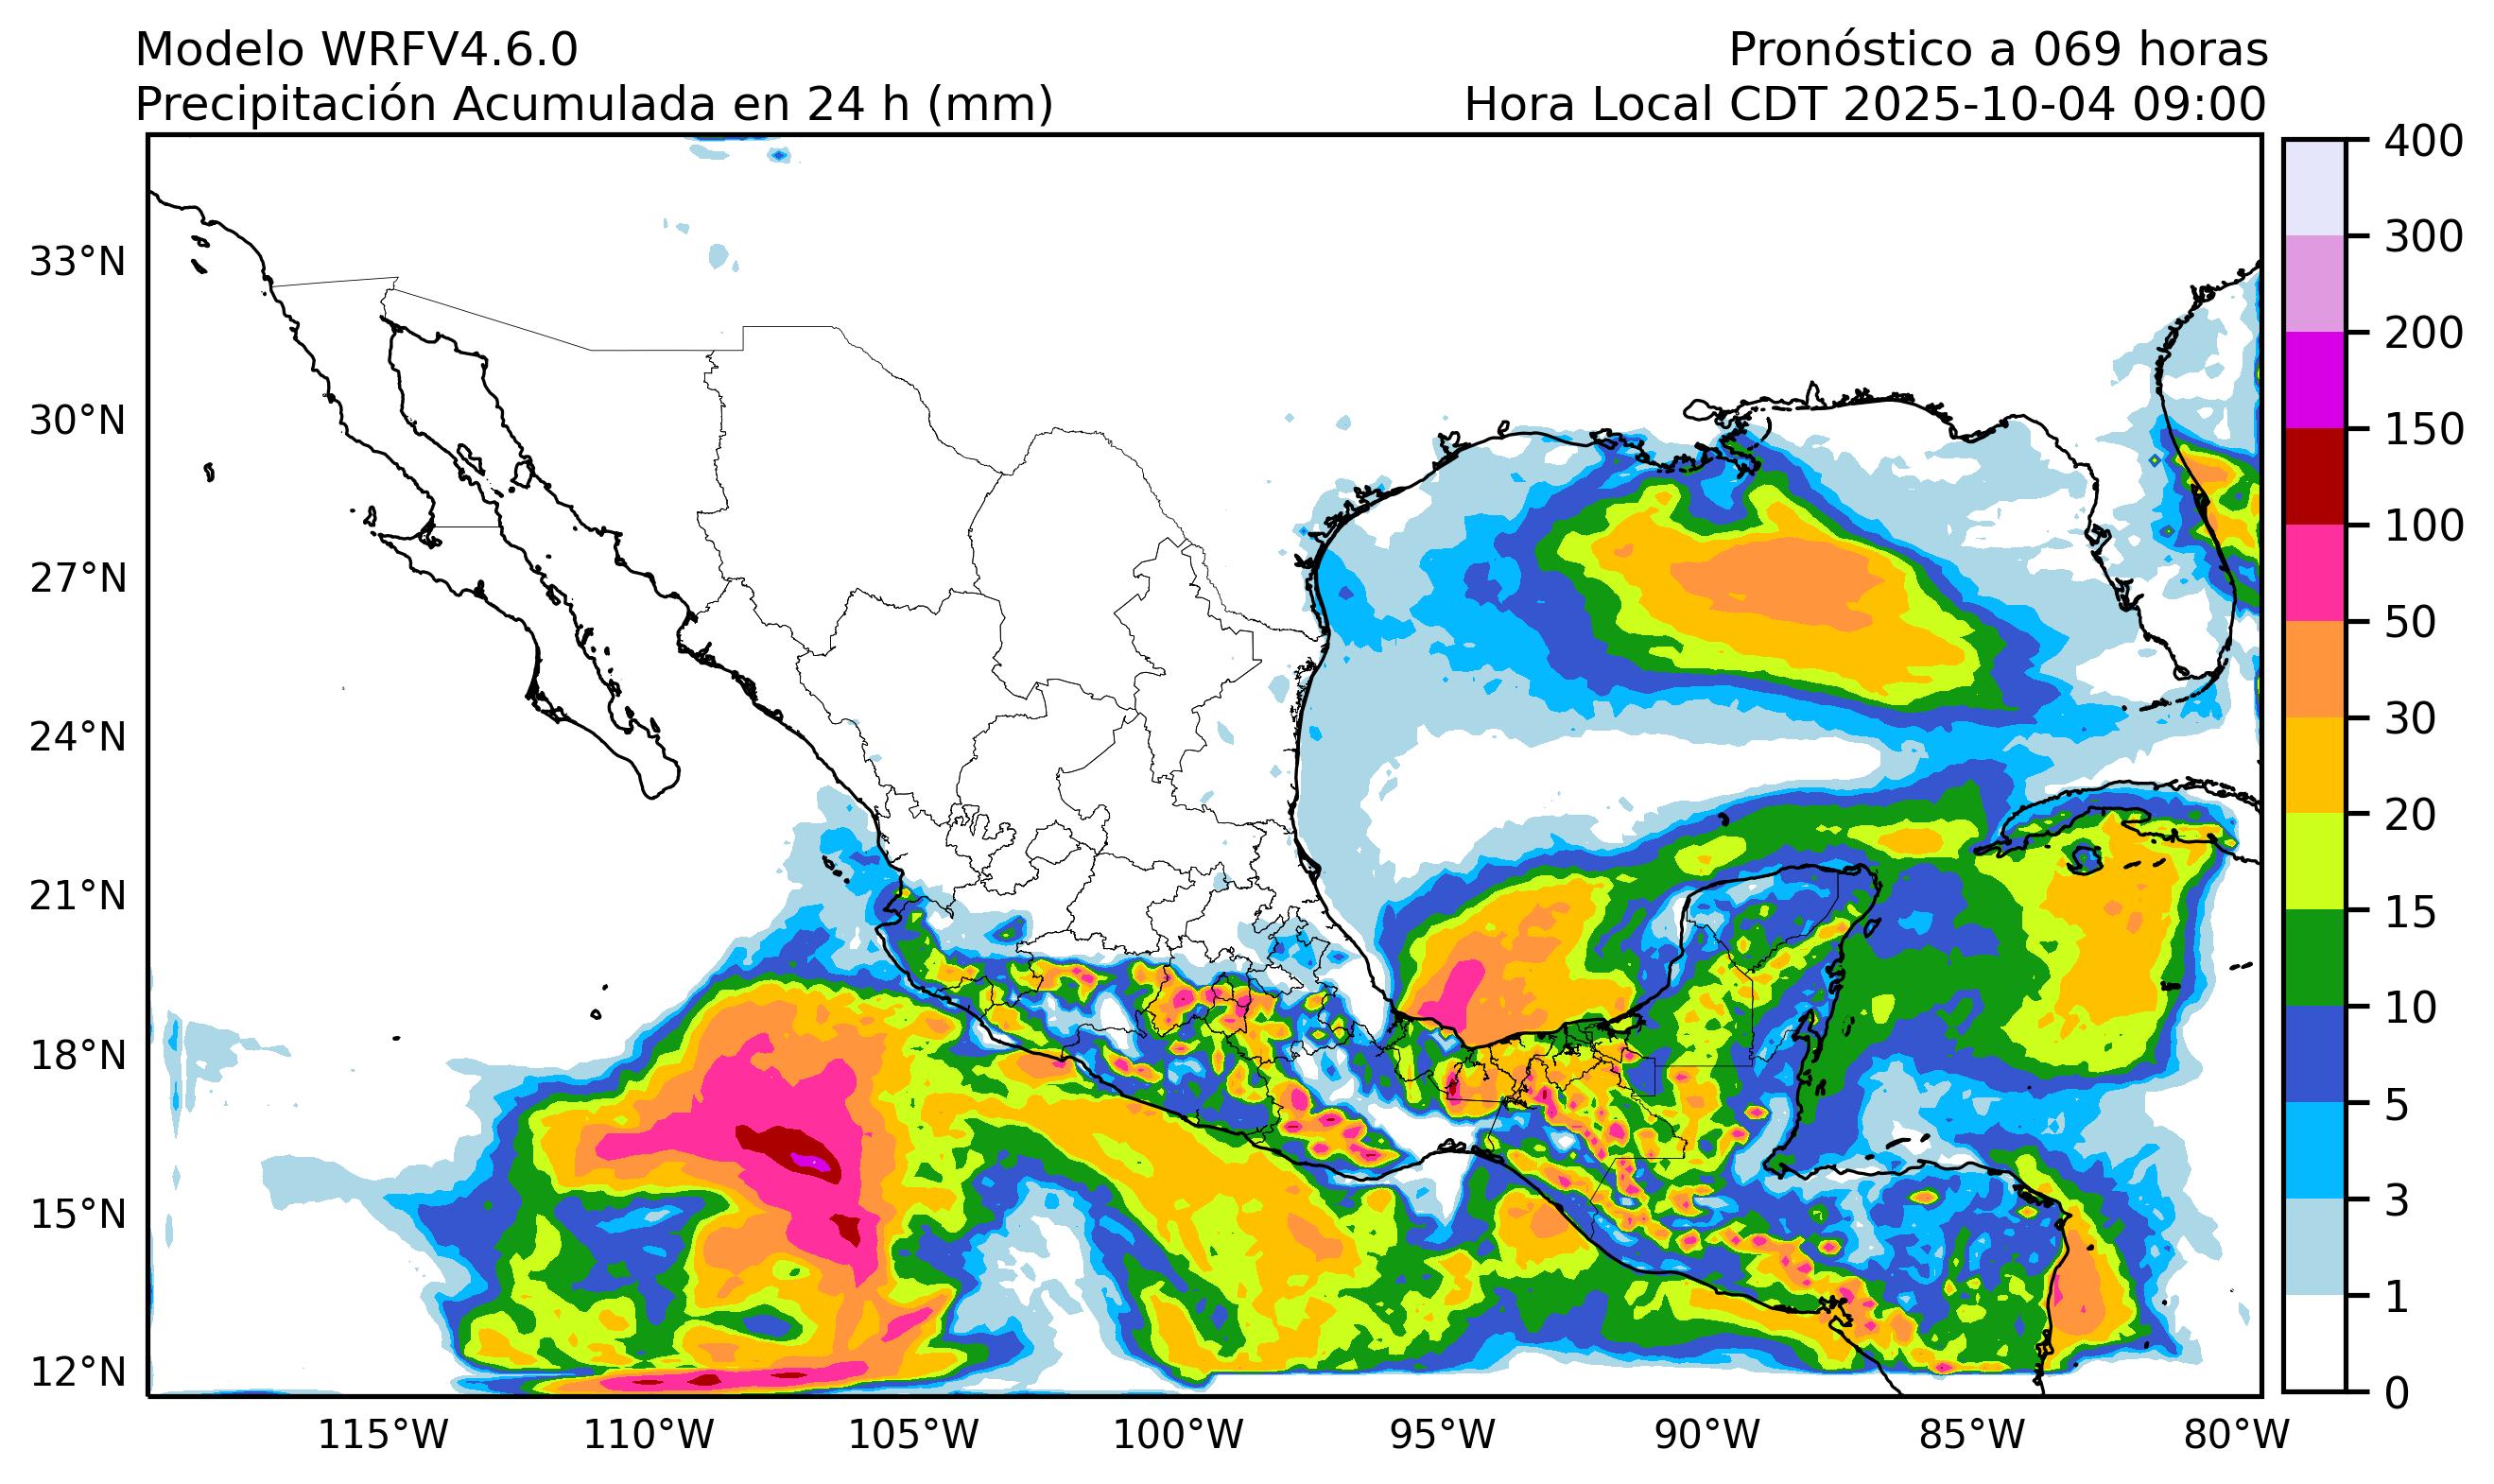 Modelo WRFV4.6.0
Pronóstico a 069 horas
Precipitación Acumulada en 24 h (mm)
Hora Local CDT 2025-10-04 09:00
400
300
200
150
100
50
30
20
15
10
5
3
1
0
33°N
30°N
27°N
24°N
21°N
18°N
15°N
12°N
115°W
110°W
105°W
100°W
95°W
90°W
85°W
80°W